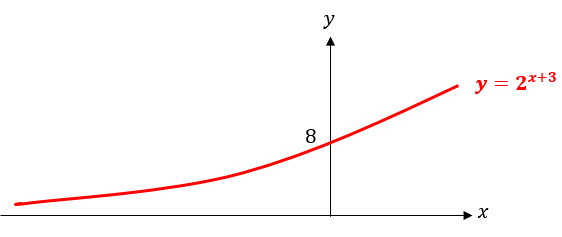 y
y = 2^{x+3}
8
x